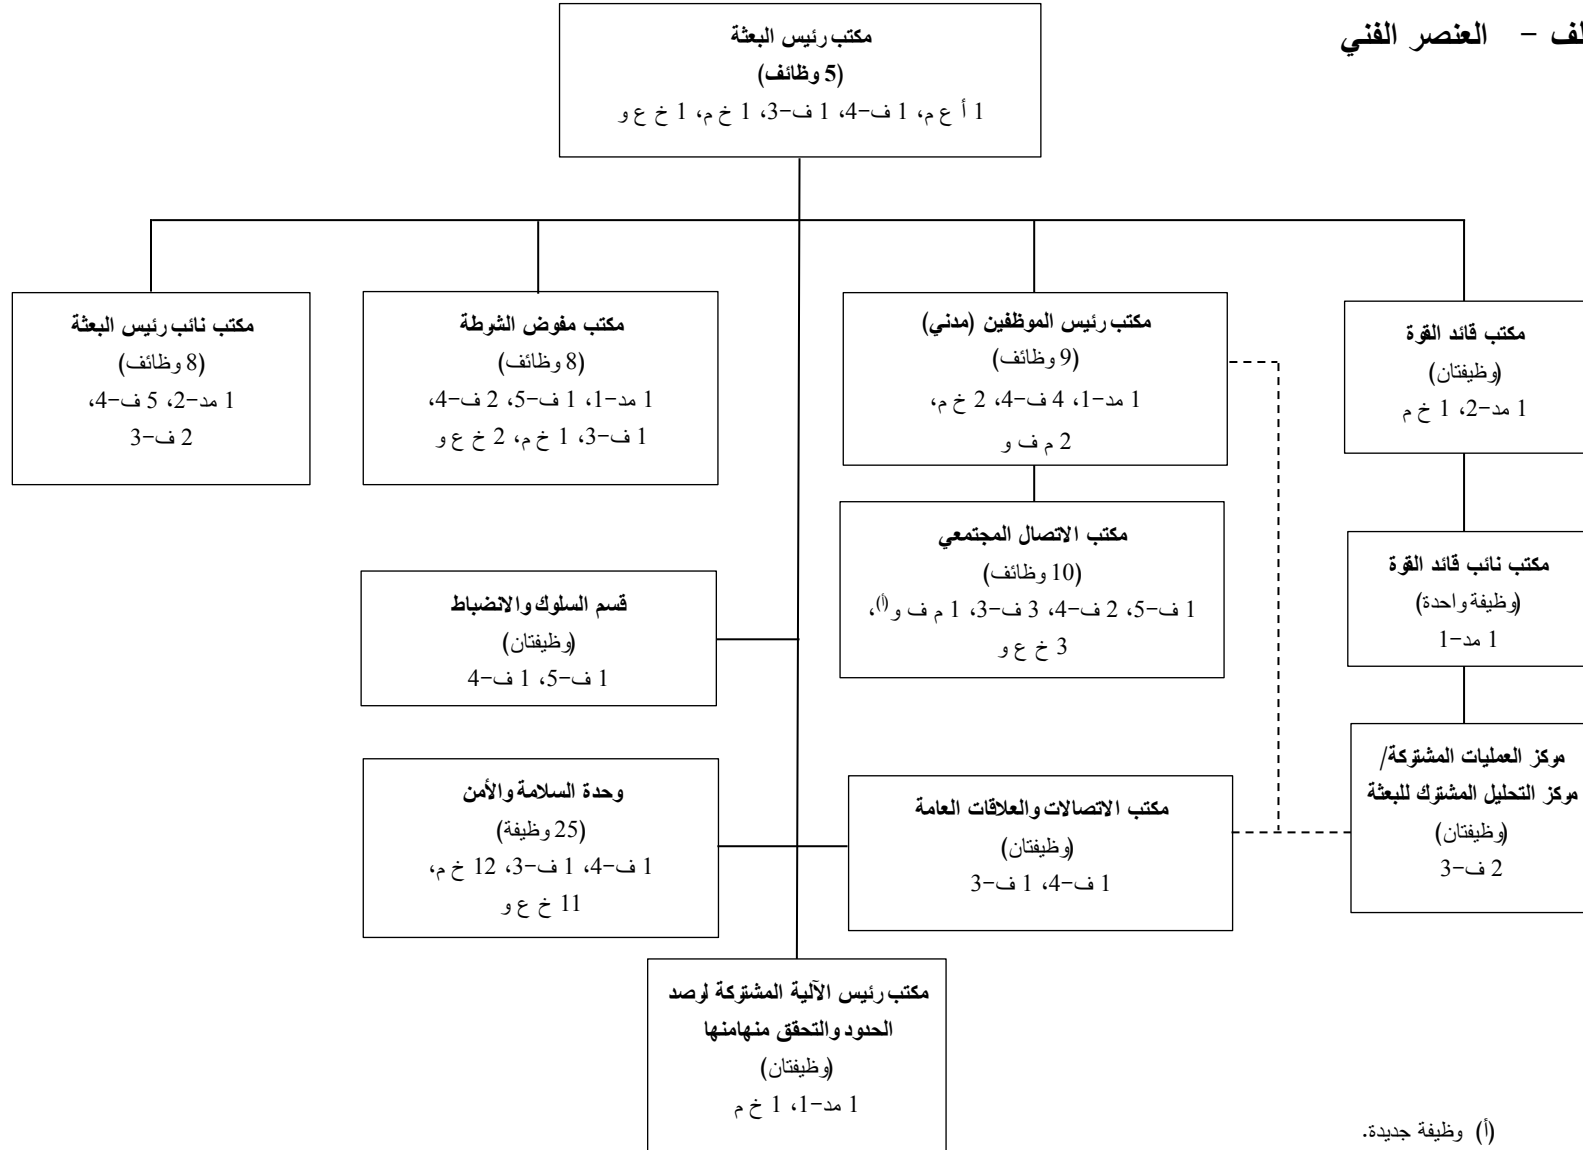 لف – العنصر الفني
مكتب رئيس البعثة
(5 وظائف)
1 أ ع م، 1 ف-4، 1 ف-3، 1 خ م، 1 خ ع و
مكتب قائد القوة
(وظيفتان)
1 مد-2، 1 خ م
مكتب رئيس الموظفين (مدني)
(9 وظائف)
1 مد-1، 4 ف-4، 2 خ م،
2 م ف و
مكتب مفوض الشرطة
(8 وظائف)
1 مد-1، 1 ف-5، 2 ف-4،
1 ف-3، 1 خ م، 2 خ ع و
مكتب نائب رئيس البعثة
(8 وظائف)
1 مد-2، 5 ف-4،
2 ف-3
مكتب نائب قائد القوة
(وظيفة واحدة)
1 مد-1
مكتب الاتصال المجتمعي
(10 وظائف)
1 ف-5، 2 ف-4، 3 ف-3، 1 م ف و(أ)،
3 خ ع و
قسم السلوك والانضباط
(وظيفتان)
1 ف-5، 1 ف-4
مركز العمليات المشتركة/
مركز التحليل المشترك للبعثة
(وظيفتان)
2 ف-3
مكتب الاتصالات والعلاقات العامة
(وظيفتان)
1 ف-4، 1 ف-3
وحدة السلامة والأمن
(25 وظيفة)
1 ف-4، 1 ف-3، 12 خ م،
11 خ ع و
مكتب رئيس الآلية المشتركة لرصد
الحدود والتحقق منهامنها
(وظيفتان)
1 مد-1، 1 خ م
(أ) وظيفة جديدة.